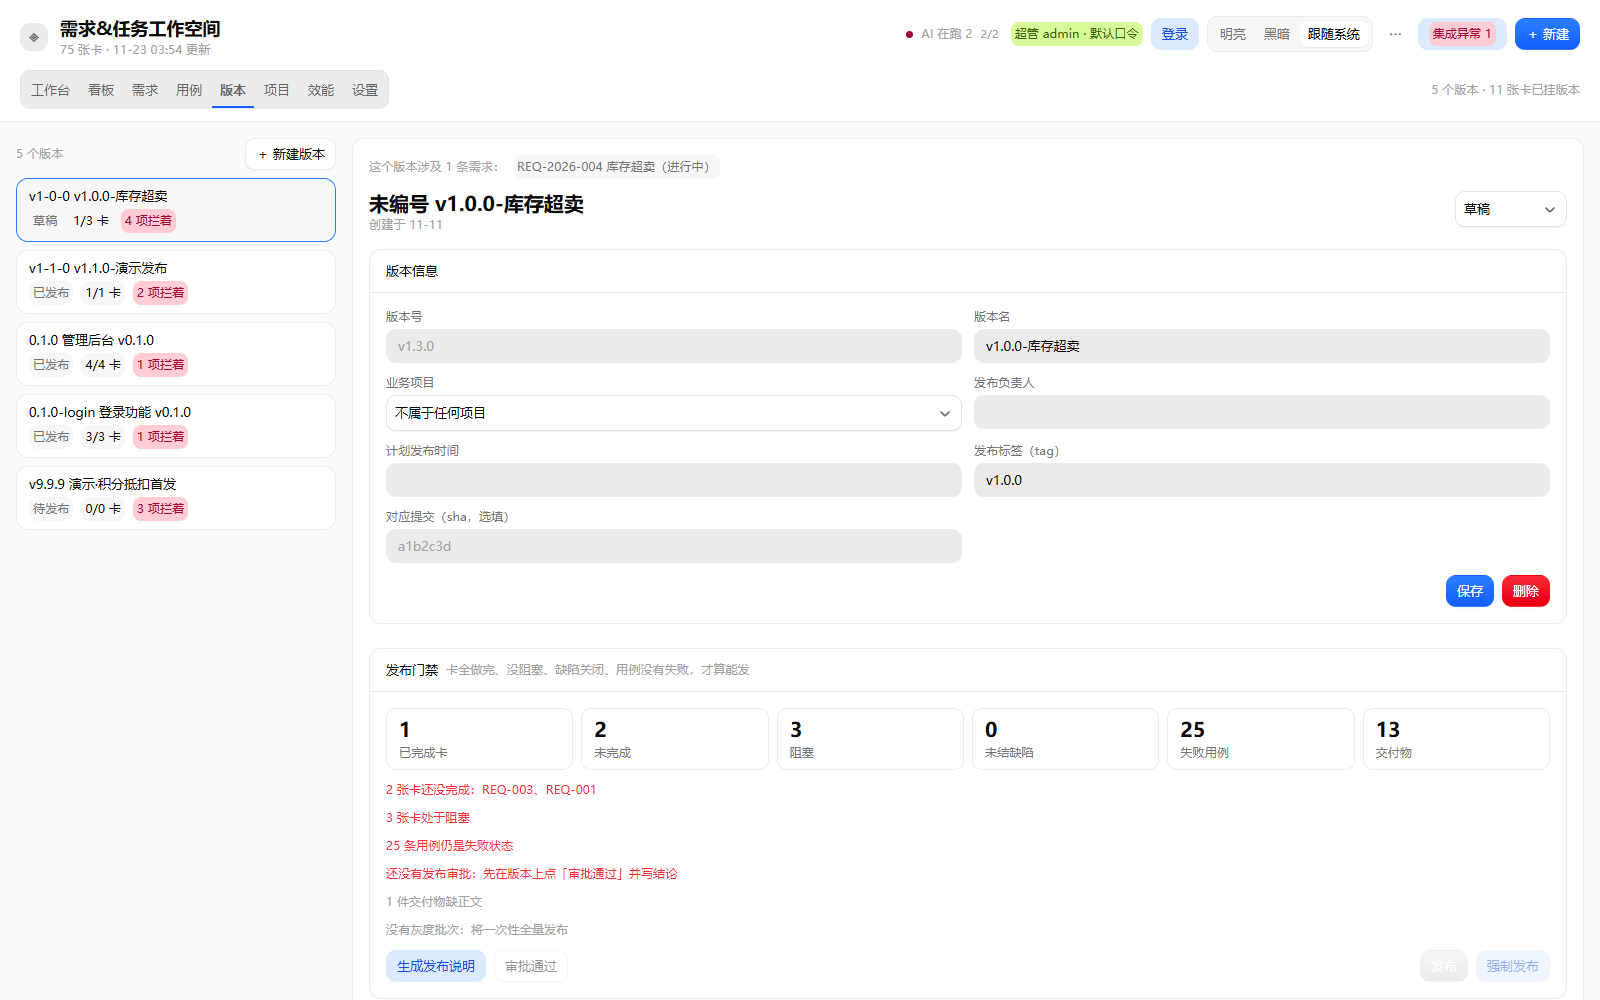 需求&任务工作空间
75 张卡 · 11-23 03:54 更新
AI 在跑 2 2/2
超管 admin · 默认口令
登录
明亮 黑暗 跟随系统
···
集成异常 1
+ 新建
工作台 看板 需求 用例 版本 项目 效能 设置
5 个版本 · 11 张卡已挂版本
5 个版本
+ 新建版本
v1-0-0 v1.0.0-库存超卖
草稿 1/3 卡 4 项拦着
v1-1-0 v1.1.0-演示发布
已发布 1/1 卡 2 项拦着
0.1.0 管理后台 v0.1.0
已发布 4/4 卡 1 项拦着
0.1.0-login 登录功能 v0.1.0
已发布 3/3 卡 1 项拦着
v9.9.9 演示·积分抵扣首发
待发布 0/0 卡 3 项拦着
这个版本涉及 1 条需求： REQ-2026-004 库存超卖（进行中）
未编号 v1.0.0-库存超卖
创建于 11-11
草稿
版本信息
版本号
v1.3.0
版本名
v1.0.0-库存超卖
业务项目
不属于任何项目
发布负责人
计划发布时间
发布标签（tag）
v1.0.0
对应提交（sha，选填）
a1b2c3d
保存 删除
发布门禁 卡全做完、没阻塞、缺陷关闭、用例没有失败，才算能发
1
已完成卡
2
未完成
3
阻塞
0
未结缺陷
25
失败用例
13
交付物
2 张卡还没完成：REQ-003、REQ-001
3 张卡处于阻塞
25 条用例仍是失败状态
还没有发布审批：先在版本上点「审批通过」并写结论
1 件交付物缺正文
没有灰度批次：将一次性全量发布
生成发布说明 审批通过
发布 强制发布